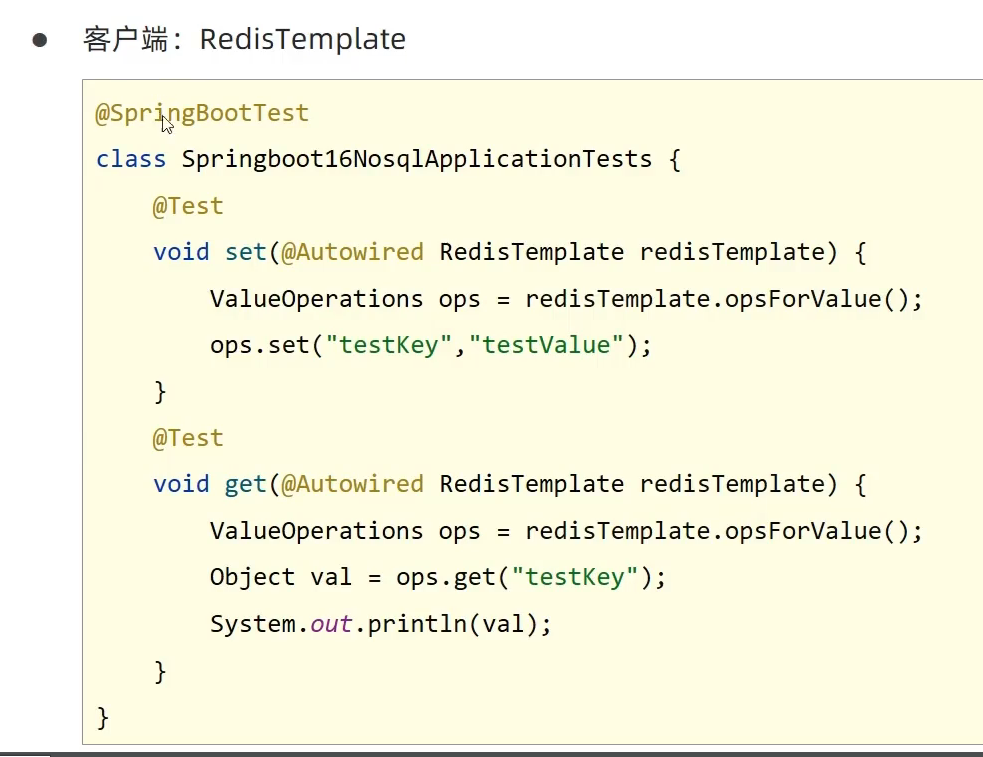 ● 客户端：RedisTemplate
@SpringBootTest
class Springboot16NosqlApplicationTests {
    @Test
    void set(@Autowired RedisTemplate redisTemplate) {
        ValueOperations ops = redisTemplate.opsForValue();
        ops.set("testKey","testValue");
    }
    @Test
    void get(@Autowired RedisTemplate redisTemplate) {
        ValueOperations ops = redisTemplate.opsForValue();
        Object val = ops.get("testKey");
        System.out.println(val);
    }
}